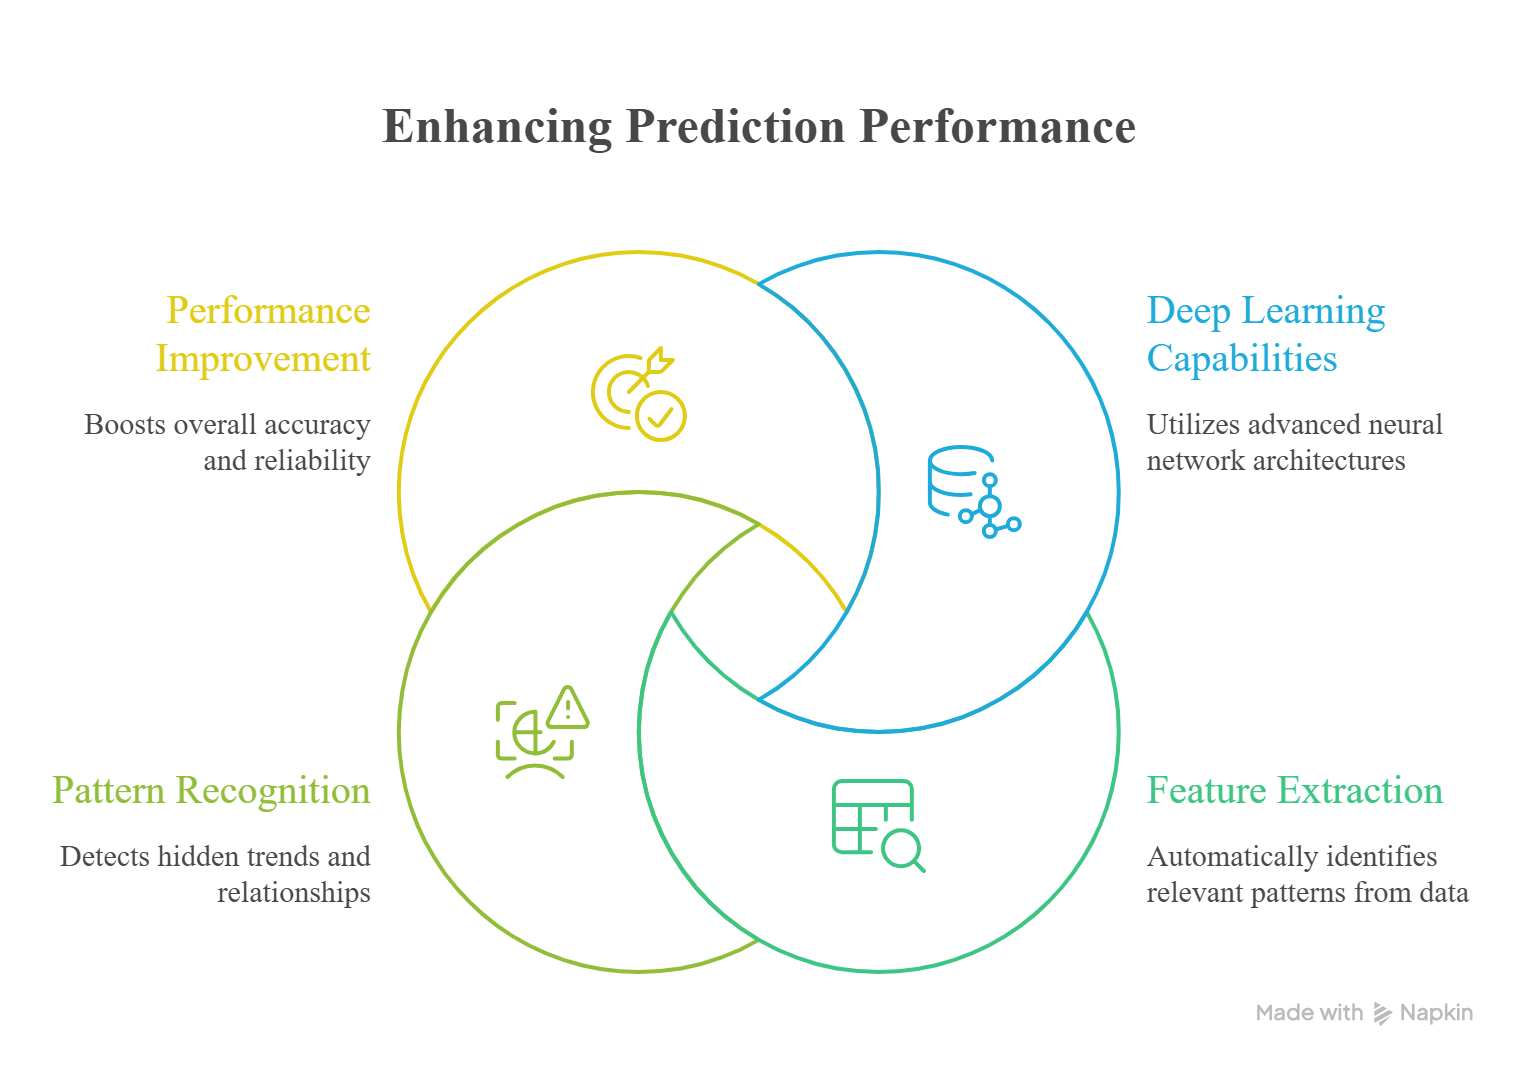 Enhancing Prediction Performance
Performance
Improvement
Boosts overall accuracy
and reliability
Deep Learning
Capabilities
Utilizes advanced neural
network architectures
Pattern Recognition
Detects hidden trends and
relationships
Feature Extraction
Automatically identifies
relevant patterns from data
Made with Napkin